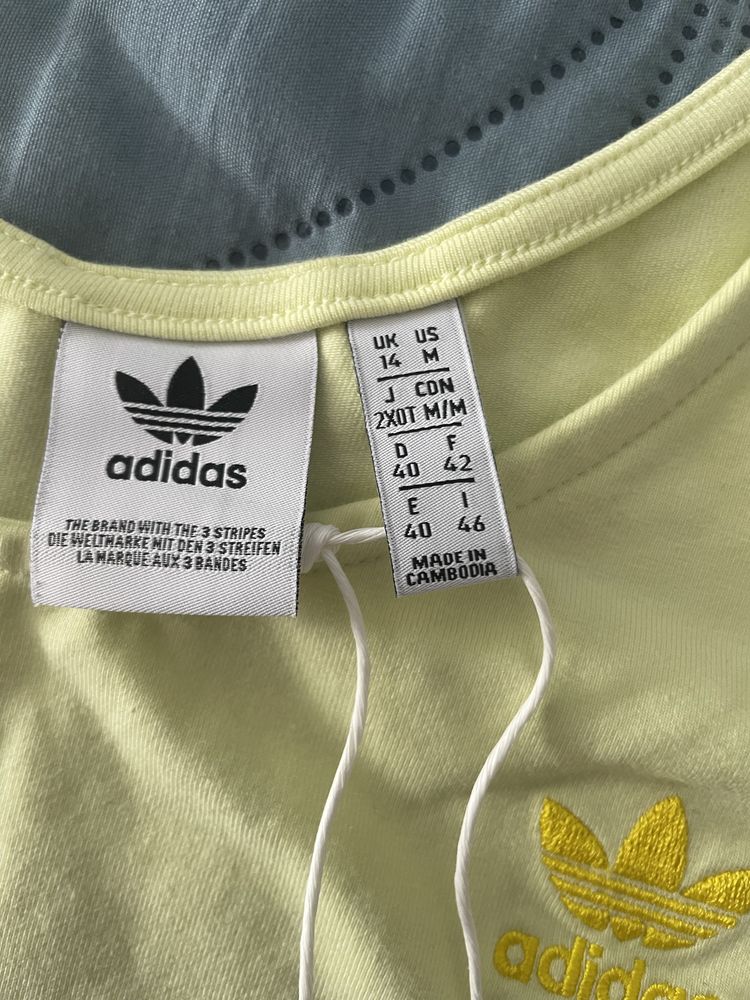 adidas
THE BRAND WITH THE 3 STRIPES
DIE WELTMARKE MIT DEN 3 STREIFEN
LA MARQUE AUX 3 BANDES
UK US
14 M
J CDN
2XOT M/M
D F
40 42
E I
40 46
MADE IN
CAMBODIA
adidas